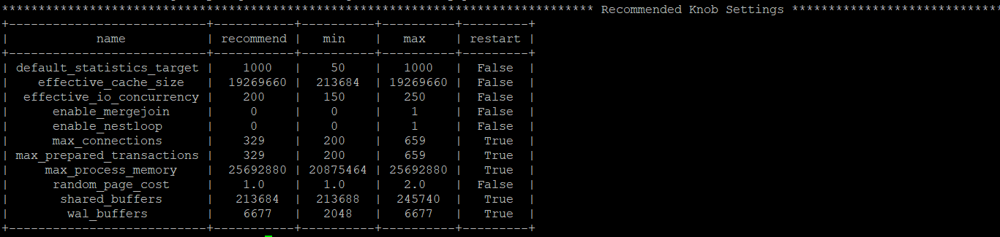 ********************************************************************************* Recommended Knob Settings *****************************
+---------------------------+-----------+----------+----------+---------+
|            name           | recommend |   min    |   max    | restart |
+---------------------------+-----------+----------+----------+---------+
| default_statistics_target |    1000   |    50    |   1000   |  False  |
|    effective_cache_size   |  19269660 |  213684  | 19269660 |  False  |
|  effective_io_concurrency |    200    |   150    |   250    |  False  |
|      enable_mergejoin     |     0     |    0     |    1     |  False  |
|      enable_nestloop      |     0     |    0     |    1     |  False  |
|      max_connections      |    329    |   200    |   659    |   True  |
| max_prepared_transactions |    329    |   200    |   659    |   True  |
|     max_process_memory    |  25692880 | 20875464 | 25692880 |   True  |
|      random_page_cost     |    1.0    |   1.0    |   2.0    |  False  |
|       shared_buffers      |   213684  |  213688  |  245740  |   True  |
|        wal_buffers        |    6677   |   2048   |   6677   |   True  |
+---------------------------+-----------+----------+----------+---------+